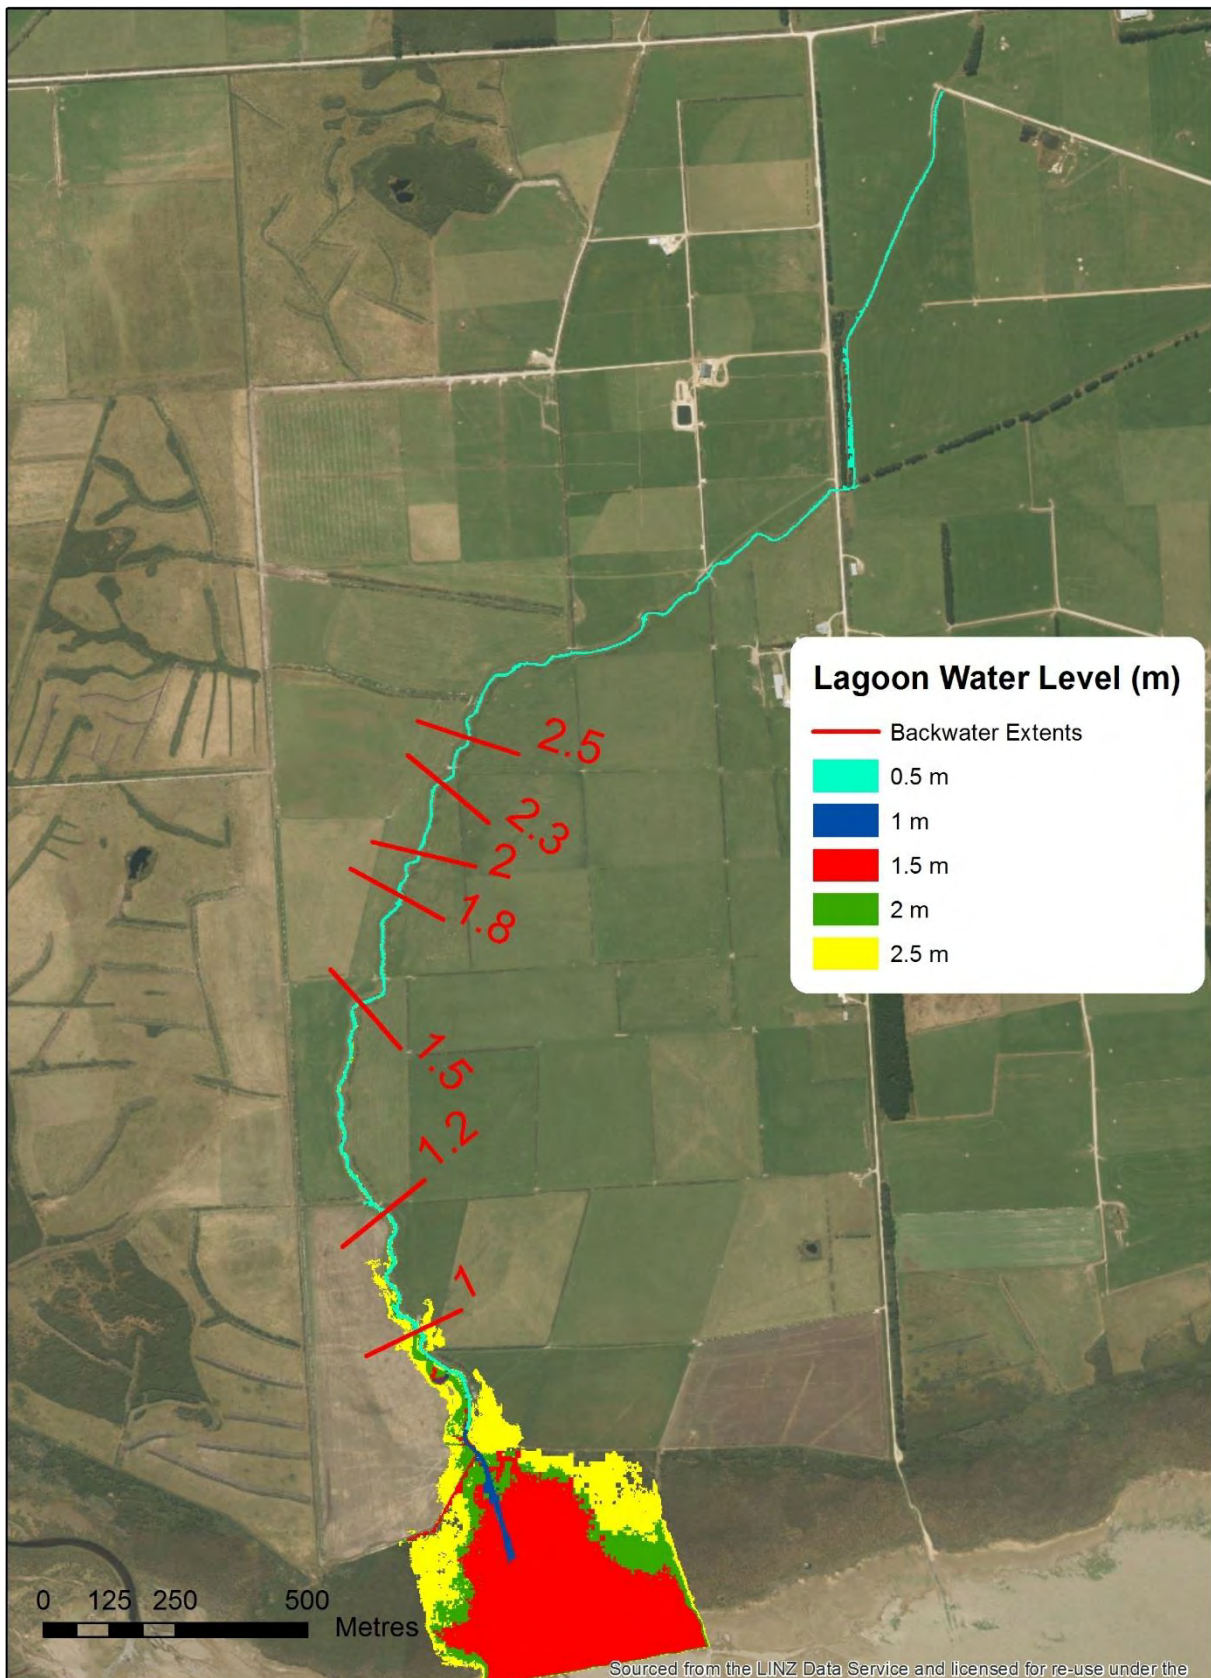 Lagoon Water Level (m)
Backwater Extents
0.5 m
1 m
1.5 m
2 m
2.5 m
2.5
2.3
2
1.8
1.5
1.2
1
0 125 250 500
Metres
Sourced from the LINZ Data Service and licensed for re-use under the